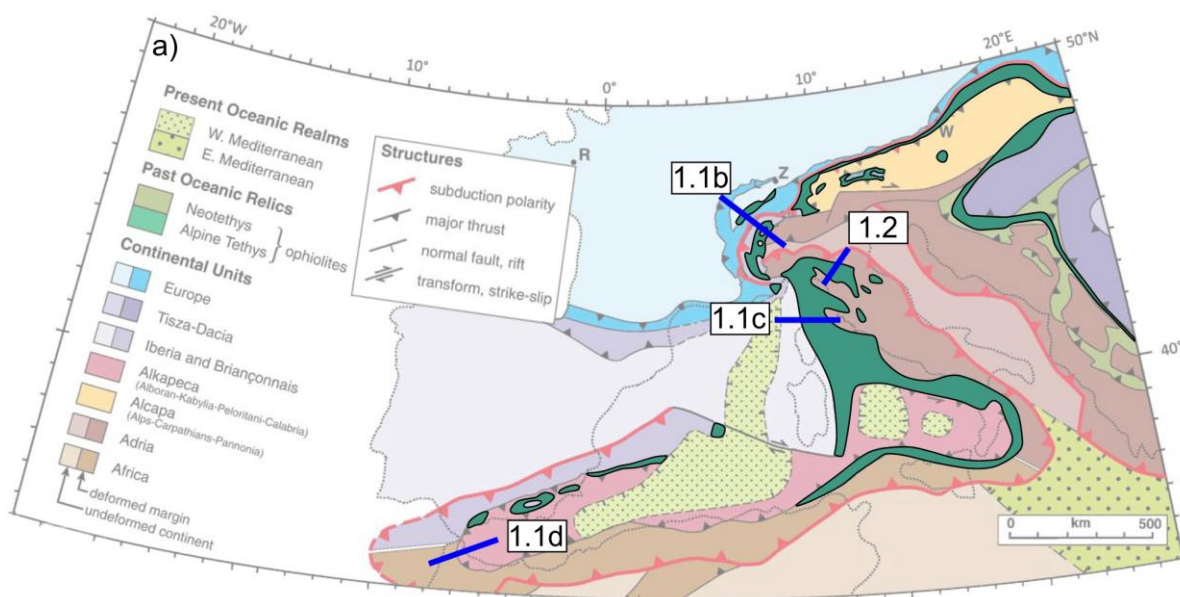 a)
20°W
10°
0°
10°
20°E
50°N
40°
Present Oceanic Realms
W. Mediterranean
E. Mediterranean
Past Oceanic Relics
Neotethys
Alpine Tethys
ophiolites
Continental Units
Europe
Tisza-Dacia
Iberia and Briançonnais
Alkapeca
(Alboran-Kabylia-Peloritani-Calabria)
Alcapa
(Alps-Carpathians-Pannonia)
Adria
Africa
deformed margin
undeformed continent
Structures
subduction polarity
major thrust
normal fault, rift
transform, strike-slip
R
Z
W
1.1b
1.2
1.1c
1.1d
0 km 500